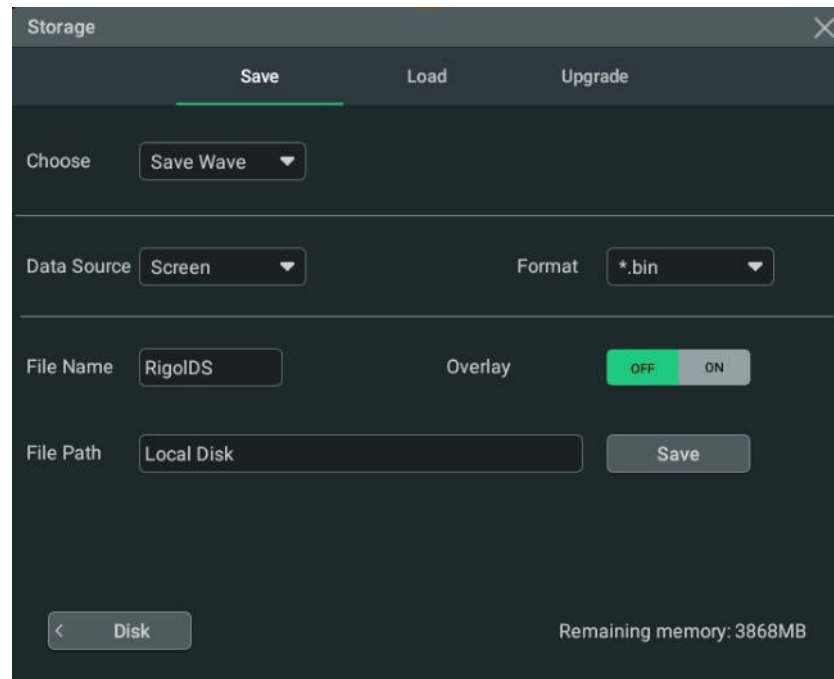 Storage
Save Load Upgrade
Choose Save Wave
Data Source Screen Format *.bin
File Name RigolDS Overlay OFF ON
File Path Local Disk Save
Disk Remaining memory: 3868MB